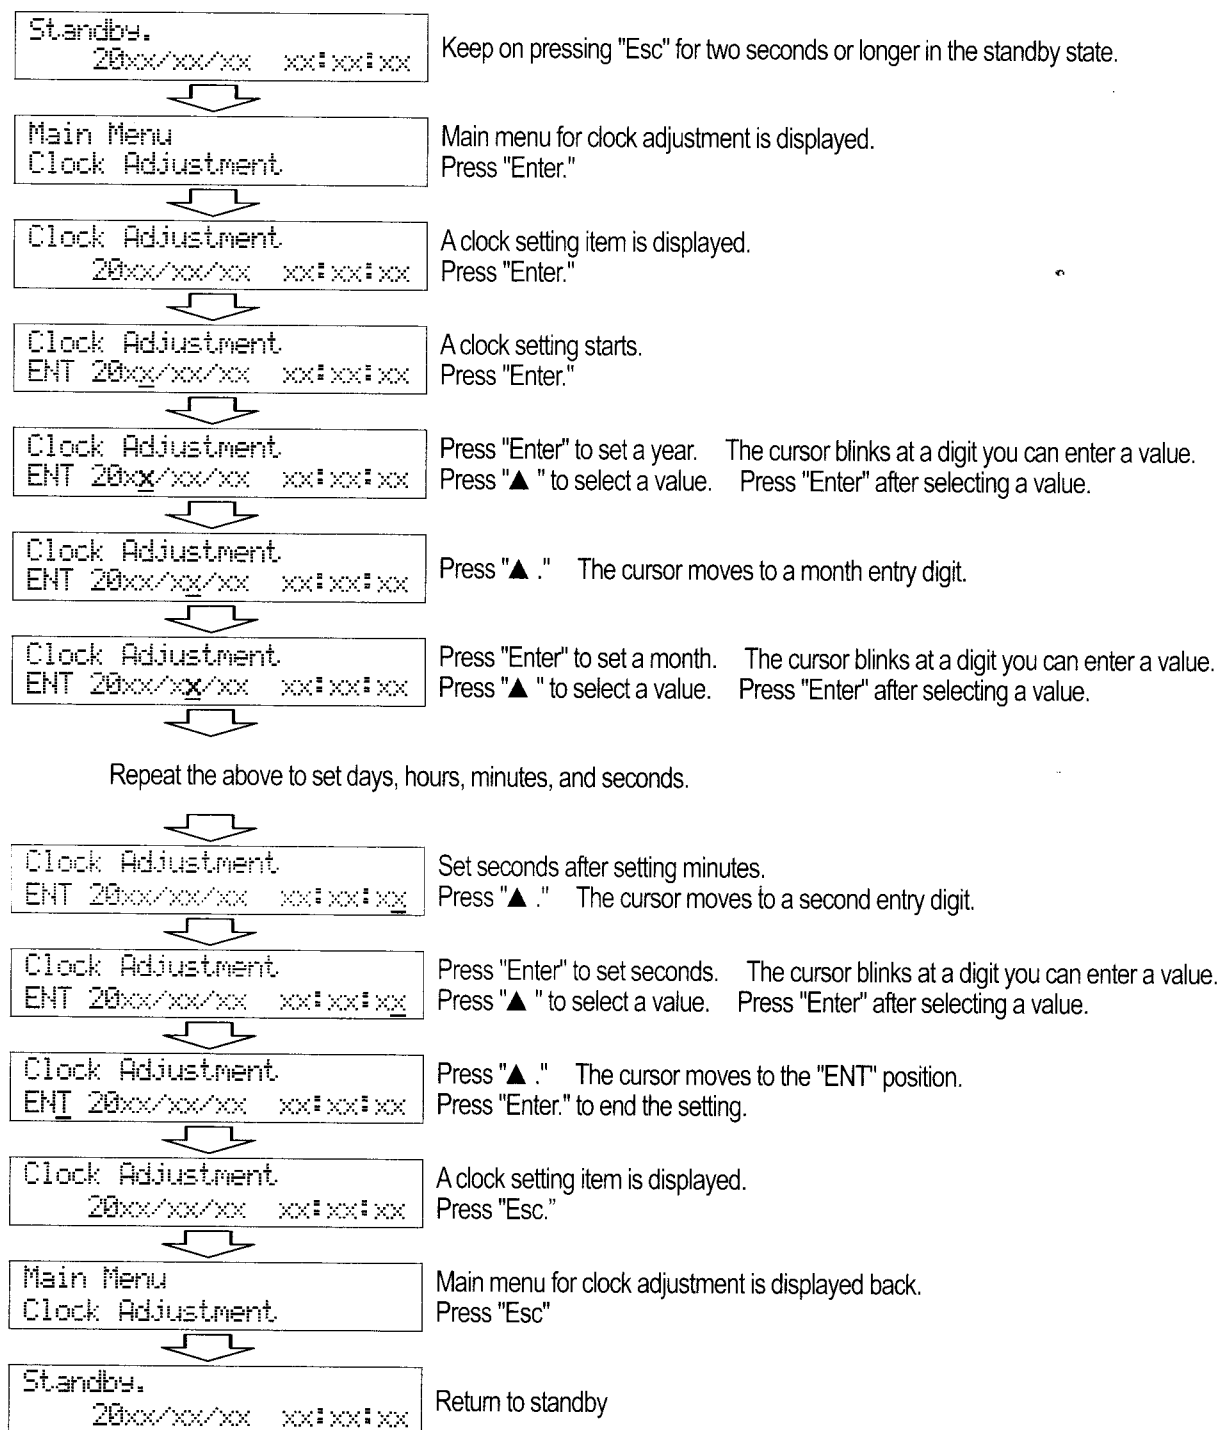 Standby.
20xx/xx/xx xx:xx:xx
Keep on pressing "Esc" for two seconds or longer in the standby state.
Main Menu
Clock Adjustment
Main menu for clock adjustment is displayed.
Press "Enter."
Clock Adjustment
20xx/xx/xx xx:xx:xx
A clock setting item is displayed.
Press "Enter."
Clock Adjustment
ENT 20xx/xx/xx xx:xx:xx
A clock setting starts.
Press "Enter."
Clock Adjustment
ENT 20xx/xx/xx xx:xx:xx
Press "Enter" to set a year. The cursor blinks at a digit you can enter a value.
Press "▲ " to select a value. Press "Enter" after selecting a value.
Clock Adjustment
ENT 20xx/xx/xx xx:xx:xx
Press "▲ ." The cursor moves to a month entry digit.
Clock Adjustment
ENT 20xx/xx/xx xx:xx:xx
Press "Enter" to set a month. The cursor blinks at a digit you can enter a value.
Press "▲ " to select a value. Press "Enter" after selecting a value.
Repeat the above to set days, hours, minutes, and seconds.
Clock Adjustment
ENT 20xx/xx/xx xx:xx:xx
Set seconds after setting minutes.
Press "▲ ." The cursor moves to a second entry digit.
Clock Adjustment
ENT 20xx/xx/xx xx:xx:xx
Press "Enter" to set seconds. The cursor blinks at a digit you can enter a value.
Press "▲ " to select a value. Press "Enter" after selecting a value.
Clock Adjustment
ENT 20xx/xx/xx xx:xx:xx
Press "▲ ." The cursor moves to the "ENT" position.
Press "Enter." to end the setting.
Clock Adjustment
20xx/xx/xx xx:xx:xx
A clock setting item is displayed.
Press "Esc."
Main Menu
Clock Adjustment
Main menu for clock adjustment is displayed back.
Press "Esc"
Standby.
20xx/xx/xx xx:xx:xx
Return to standby